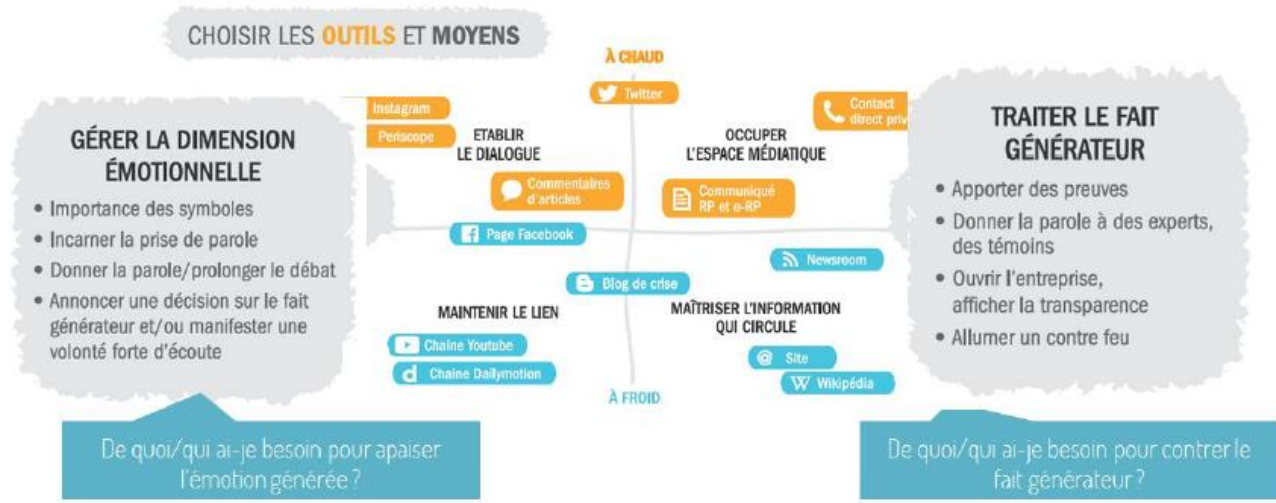 CHOISIR LES OUTILS ET MOYENS
GÉRER LA DIMENSION
ÉMOTIONNELLE
• Importance des symboles
• Incarner la prise de parole
• Donner la parole/prolonger le débat
• Annoncer une décision sur le fait
générateur et/ou manifester une
volonté forte d'écoute
De quoi/qui ai-je besoin pour apaiser
l'émotion générée ?
À CHAUD
Twitter
Instagram
Periscope
ETABLIR
LE DIALOGUE
Commentaires
d'articles
Page Facebook
OCCUPER
L'ESPACE MÉDIATIQUE
Contact
direct priv
Communiqué
RP et e-RP
Newsroom
Blog de crise
MAINTENIR LE LIEN
Chaine Youtube
Chaine Dailymotion
MAÎTRISER L'INFORMATION
QUI CIRCULE
@ Site
W Wikipédia
À FROID
TRAITER LE FAIT
GÉNÉRATEUR
• Apporter des preuves
• Donner la parole à des experts,
des témoins
• Ouvrir l'entreprise,
afficher la transparence
• Allumer un contre feu
De quoi/qui ai-je besoin pour contrer le
fait générateur ?